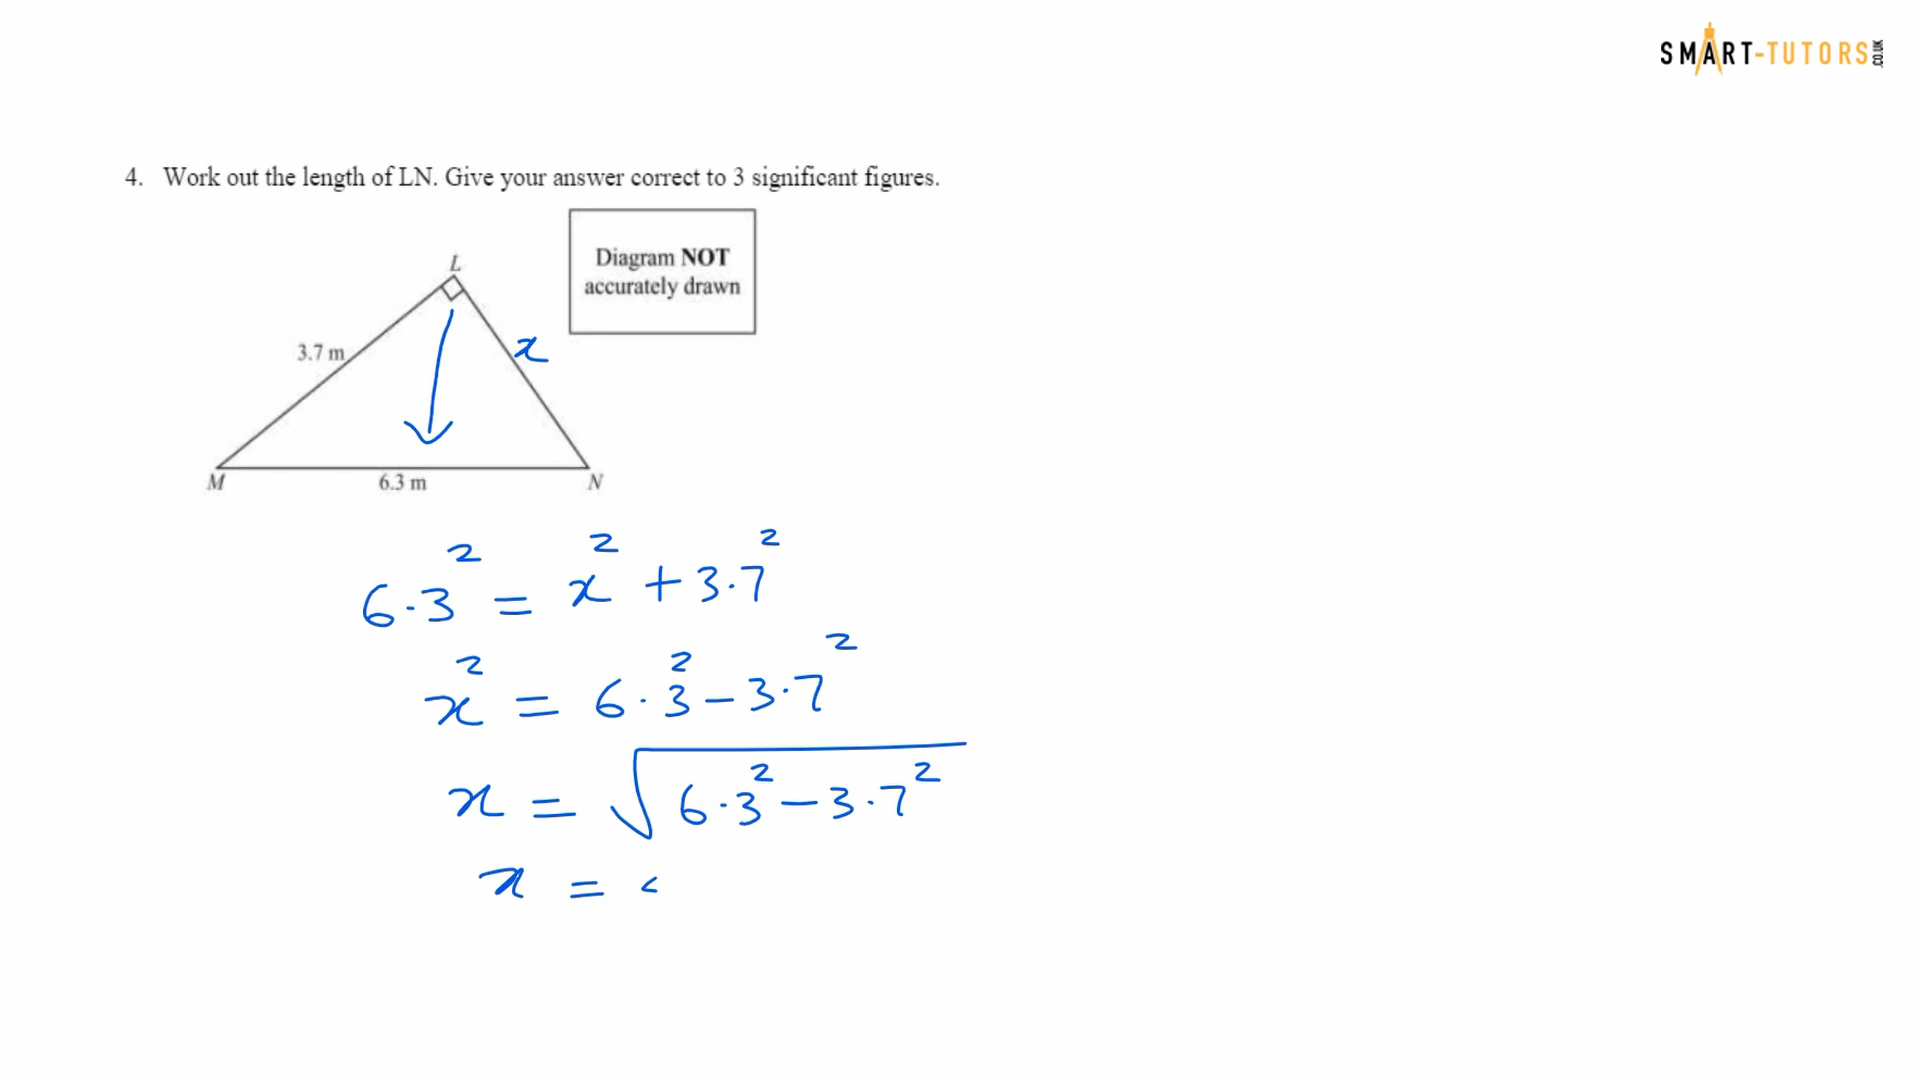 SMART-TUTORS.CO.UK
4. Work out the length of LN. Give your answer correct to 3 significant figures.
Diagram NOT
accurately drawn
L
3.7 m
x
M
6.3 m
N
6·3² = x² + 3·7²
x² = 6·3² − 3·7²
x = √6·3² − 3·7²
x =